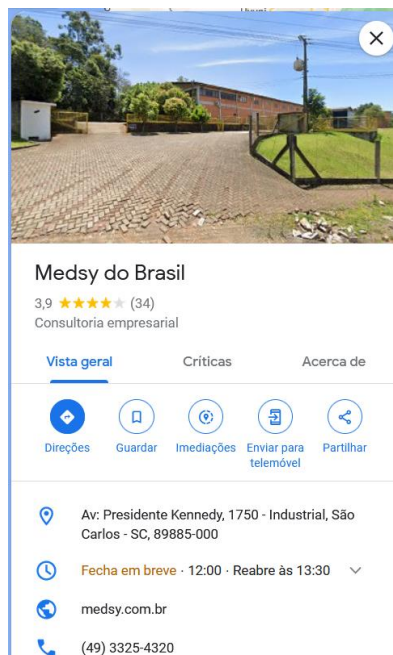 Medsy do Brasil
3,9 ★★★★★ (34)
Consultoria empresarial
Vista geral Críticas Acerca de
Direções Guardar Imediações Enviar para telemóvel Partilhar
Av: Presidente Kennedy, 1750 - Industrial, São
Carlos - SC, 89885-000
Fecha em breve · 12:00 · Reabre às 13:30
medsy.com.br
(49) 3325-4320